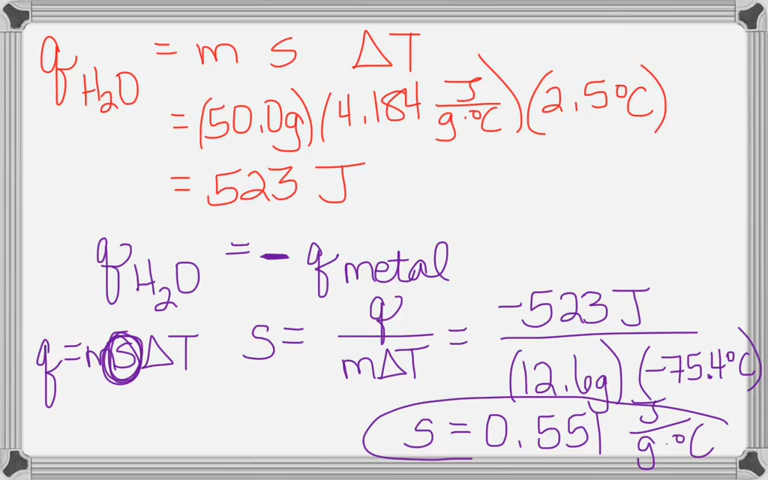 q H₂O = m s ΔT
= (50.0g)(4.184 J/g·°C)(2.5°C)
= 523 J
q H₂O = - q metal
q = msΔT s = q/mΔT = -523 J/(12.6g)(-75.4°C)
s = 0.551 J/g·°C